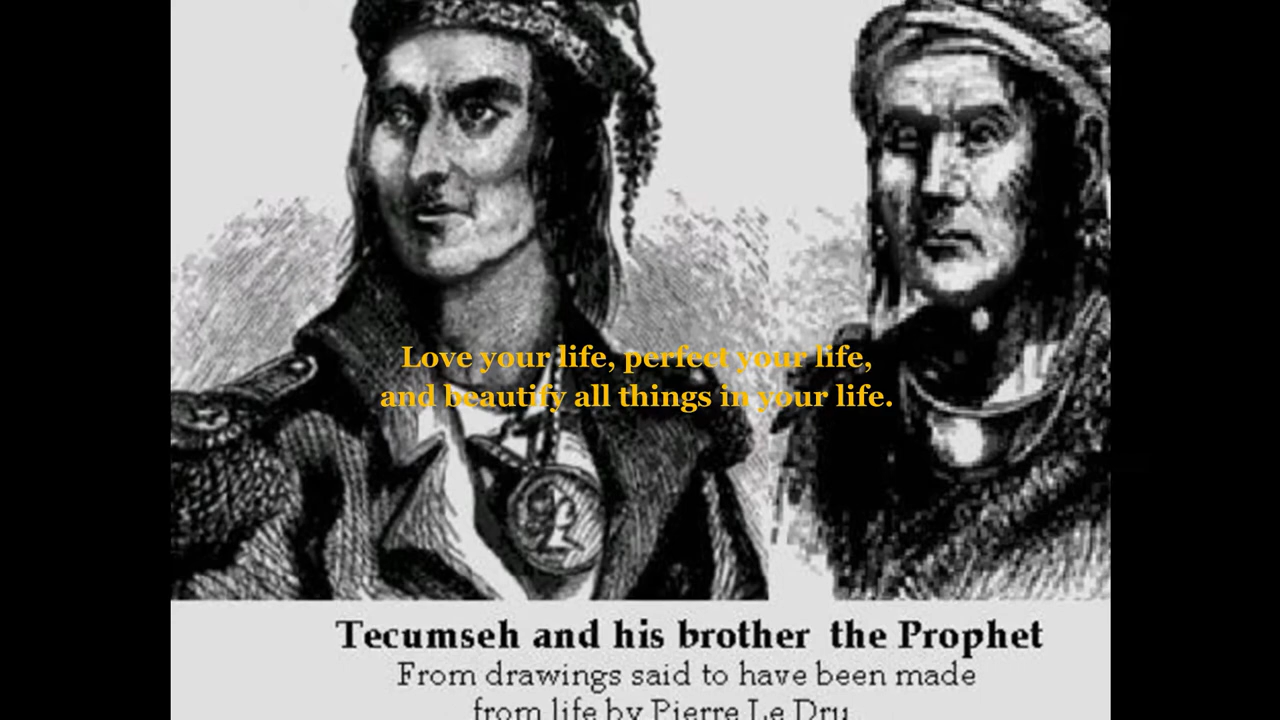 Love your life, perfect your life,
and beautify all things in your life.
Tecumseh and his brother the Prophet
From drawings said to have been made
from life by Pierre Le Dru